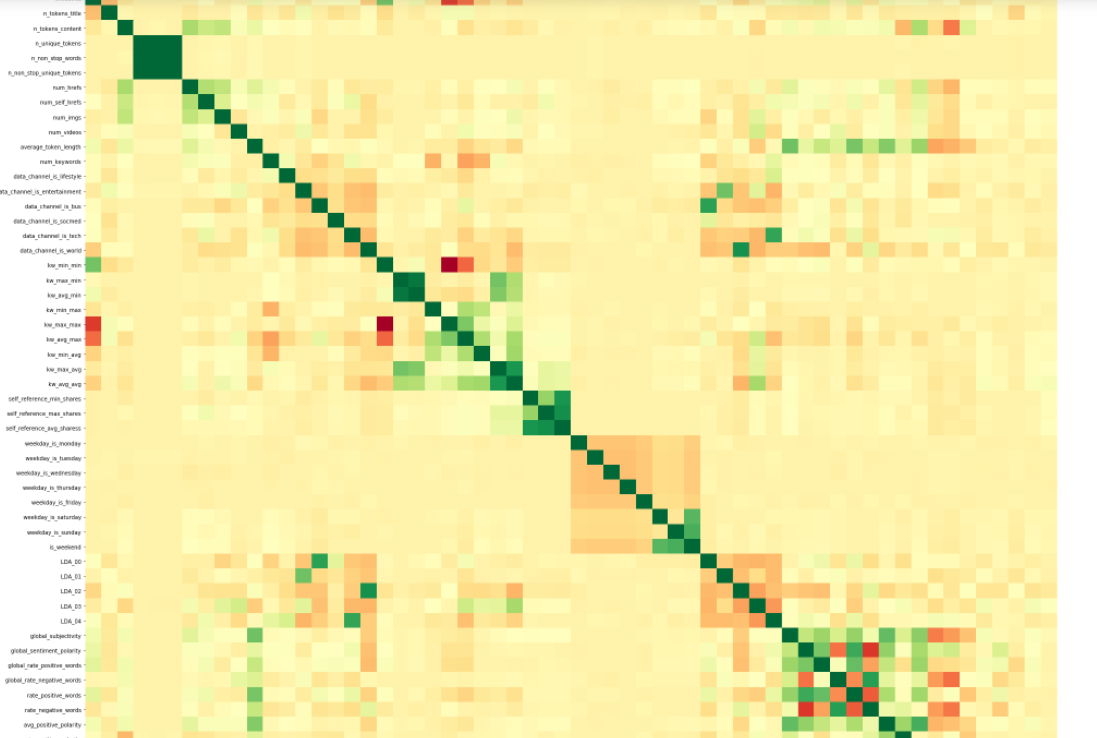 n_tokens_title
n_tokens_content
n_unique_tokens
n_non_stop_words
n_non_stop_unique_tokens
num_hrefs
num_self_hrefs
num_imgs
num_videos
average_token_length
num_keywords
data_channel_is_lifestyle
ata_channel_is_entertainment
data_channel_is_bus
data_channel_is_socmed
data_channel_is_tech
data_channel_is_world
kw_min_min
kw_max_min
kw_avg_min
kw_min_max
kw_max_max
kw_avg_max
kw_min_avg
kw_max_avg
kw_avg_avg
self_reference_min_shares
self_reference_max_shares
self_reference_avg_sharess
weekday_is_monday
weekday_is_tuesday
weekday_is_wednesday
weekday_is_thursday
weekday_is_friday
weekday_is_saturday
weekday_is_sunday
is_weekend
LDA_00
LDA_01
LDA_02
LDA_03
LDA_04
global_subjectivity
global_sentiment_polarity
global_rate_positive_words
global_rate_negative_words
rate_positive_words
rate_negative_words
avg_positive_polarity